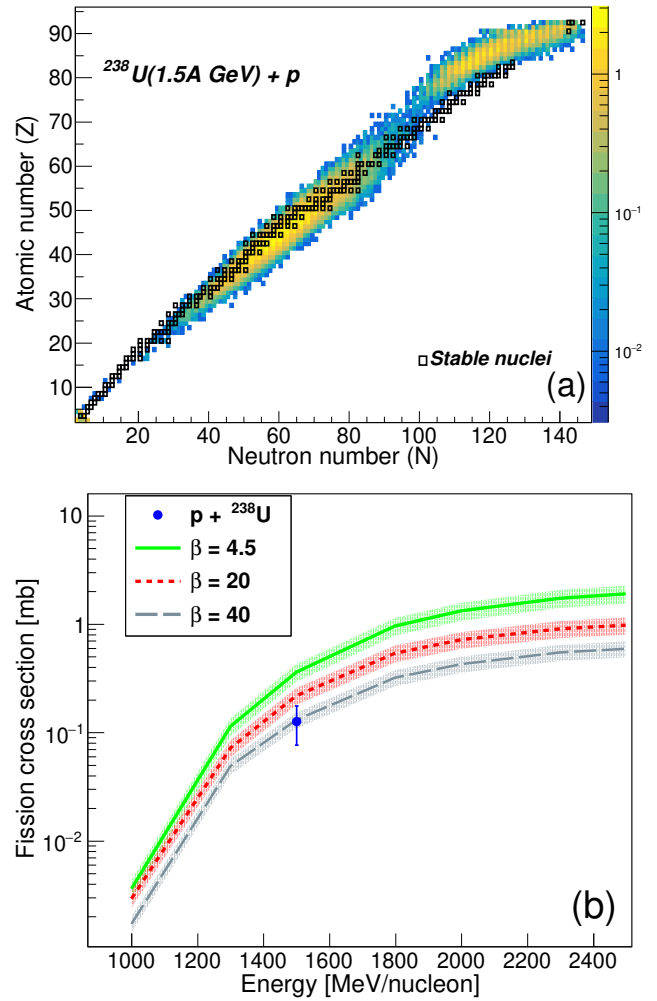 ²³⁸U(1.5A GeV) + p
Atomic number (Z)
90
80
70
60
50
40
30
20
10
1
10⁻¹
10⁻²
Stable nuclei
(a)
20 40 60 80 100 120 140
Neutron number (N)
p + ²³⁸U
β = 4.5
β = 20
β = 40
Fission cross section [mb]
10
1
10⁻¹
10⁻²
(b)
1000 1200 1400 1600 1800 2000 2200 2400
Energy [MeV/nucleon]